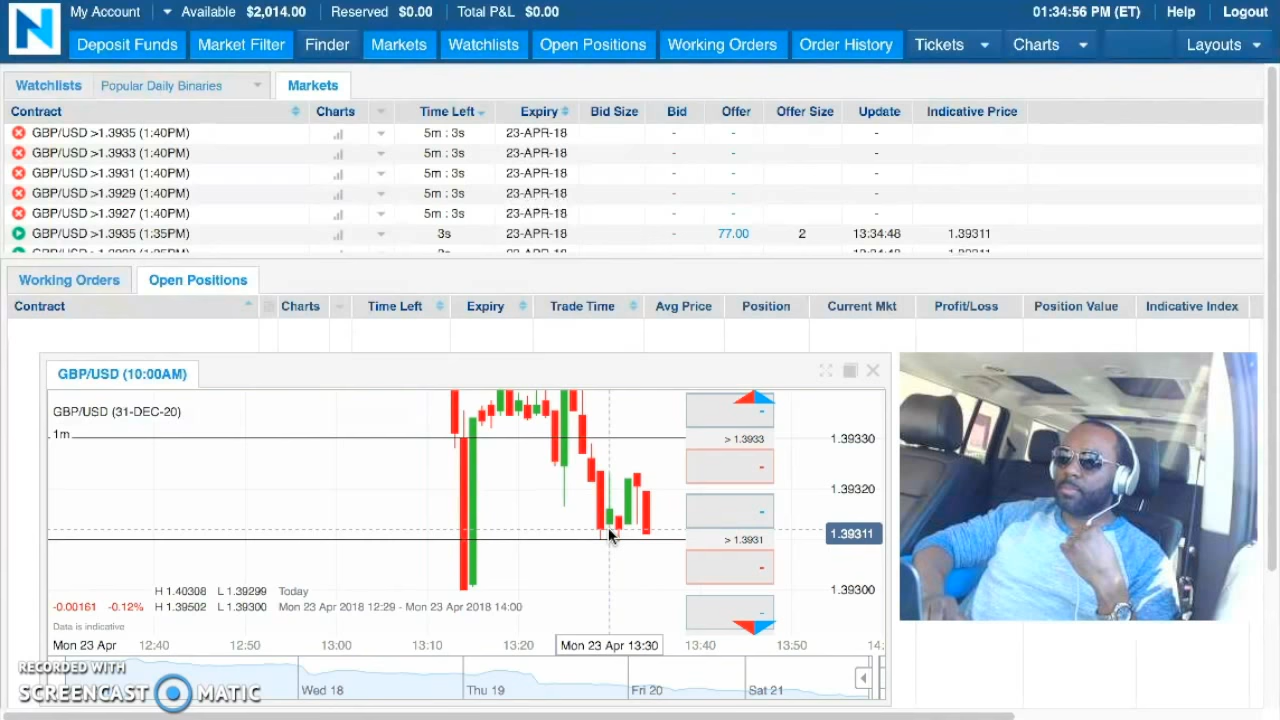 My Account Available $2,014.00 Reserved $0.00 Total P&L $0.00 01:34:56 PM (ET) Help Logout
N Deposit Funds Market Filter Finder Markets Watchlists Open Positions Working Orders Order History Tickets Charts Layouts
Watchlists Popular Daily Binaries Markets
Contract Charts Time Left Expiry Bid Size Bid Offer Offer Size Update Indicative Price
GBP/USD >1.3935 (1:40PM) 5m : 3s 23-APR-18 - - -
GBP/USD >1.3933 (1:40PM) 5m : 3s 23-APR-18 - - -
GBP/USD >1.3931 (1:40PM) 5m : 3s 23-APR-18 - - -
GBP/USD >1.3929 (1:40PM) 5m : 3s 23-APR-18 - - -
GBP/USD >1.3927 (1:40PM) 5m : 3s 23-APR-18 - - -
GBP/USD >1.3935 (1:35PM) 3s 23-APR-18 - 77.00 2 13:34:48 1.39311
Working Orders Open Positions
Contract Charts Time Left Expiry Trade Time Avg Price Position Current Mkt Profit/Loss Position Value Indicative Index
GBP/USD (10:00AM)
GBP/USD (31-DEC-20)
1m
> 1.3933 1.39330
1.39320
1.39311
> 1.3931
1.39300
H 1.40308 L 1.39299 Today
-0.00161 -0.12% H 1.39502 L 1.39300 Mon 23 Apr 2018 12:29 - Mon 23 Apr 2018 14:00
Data is indicative
Mon 23 Apr 12:40 12:50 13:00 13:10 13:20 Mon 23 Apr 13:30 13:40 13:50 14:
Wed 18 Thu 19 Fri 20 Sat 21
RECORDED WITH
SCREENCAST MATIC